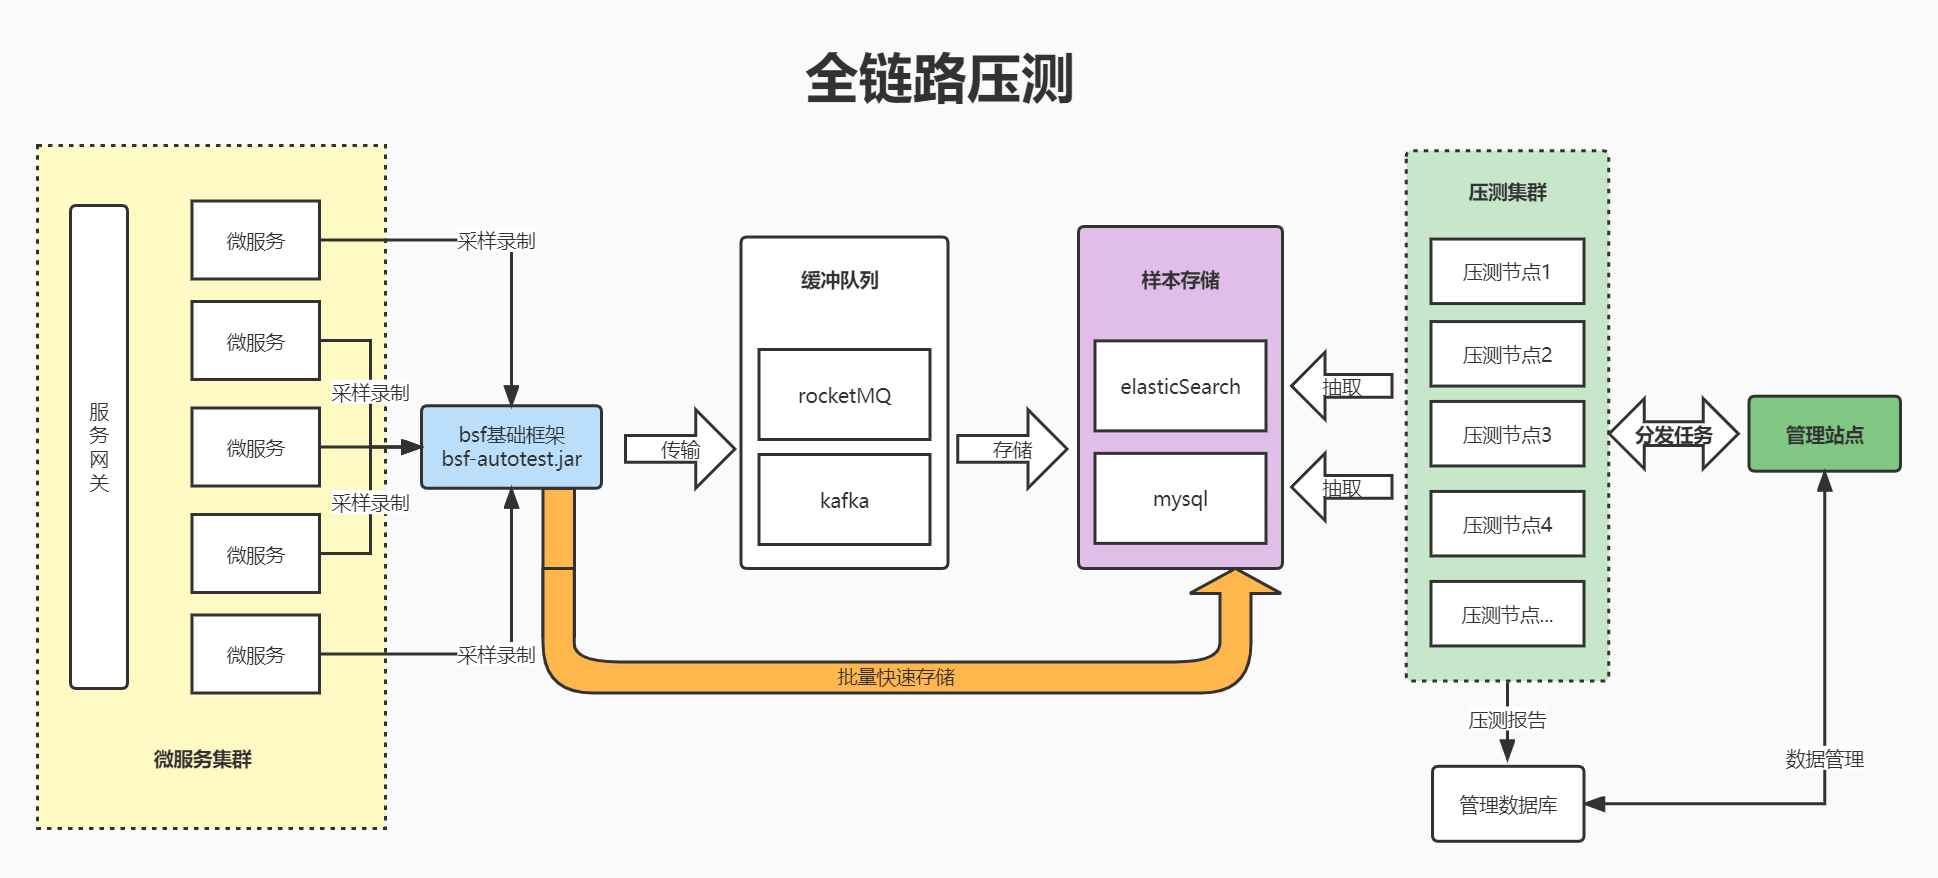 全链路压测
服
务
网
关
微服务
微服务
微服务
微服务
微服务
微服务集群
采样录制
采样录制
采样录制
采样录制
bsf基础框架
bsf-autotest.jar
传输
缓冲队列
rocketMQ
kafka
存储
样本存储
elasticSearch
mysql
批量快速存储
抽取
抽取
压测集群
压测节点1
压测节点2
压测节点3
压测节点4
压测节点...
分发任务
管理站点
压测报告
管理数据库
数据管理